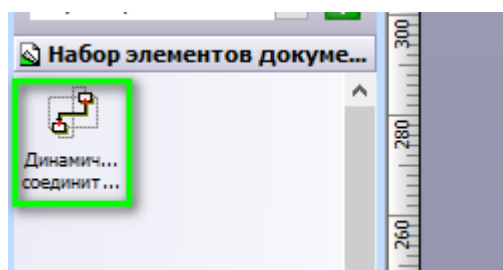 Набор элементов докуме...
Динамич...
соединит...
300
280
260